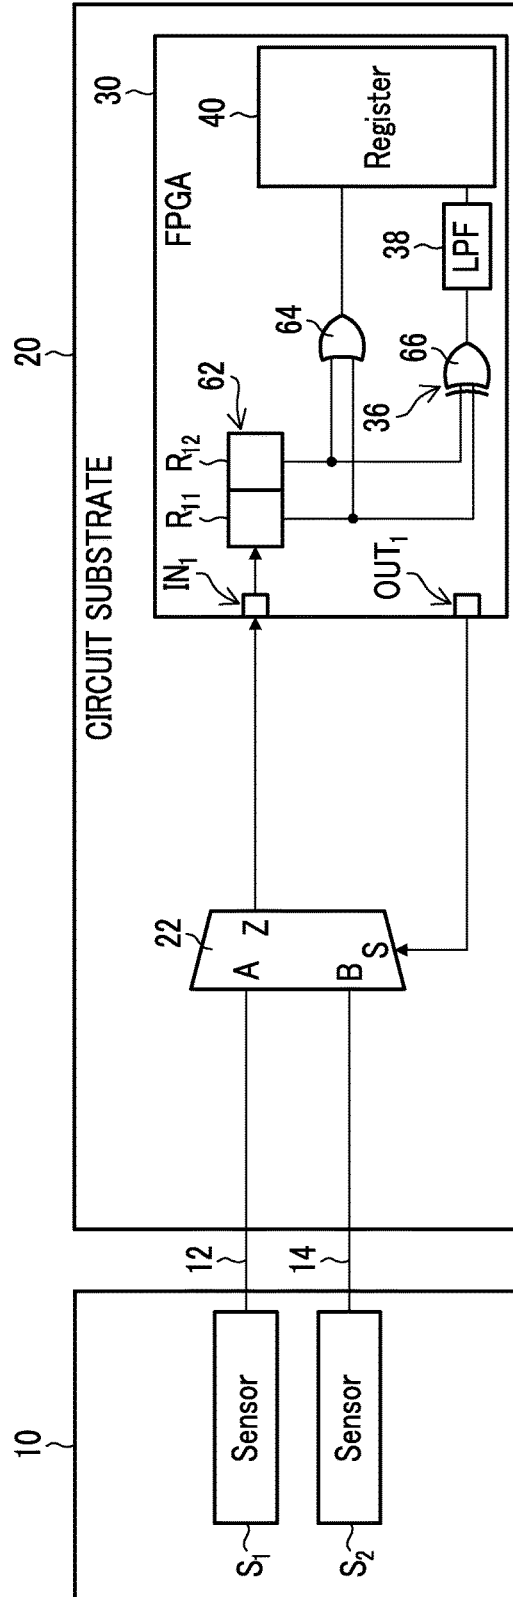 10
20
CIRCUIT SUBSTRATE
30
FPGA
40
Register
S1
Sensor
12
A
22
Z
IN1
R11
R12
62
64
38
LPF
S2
Sensor
14
B
S
OUT1
36
66